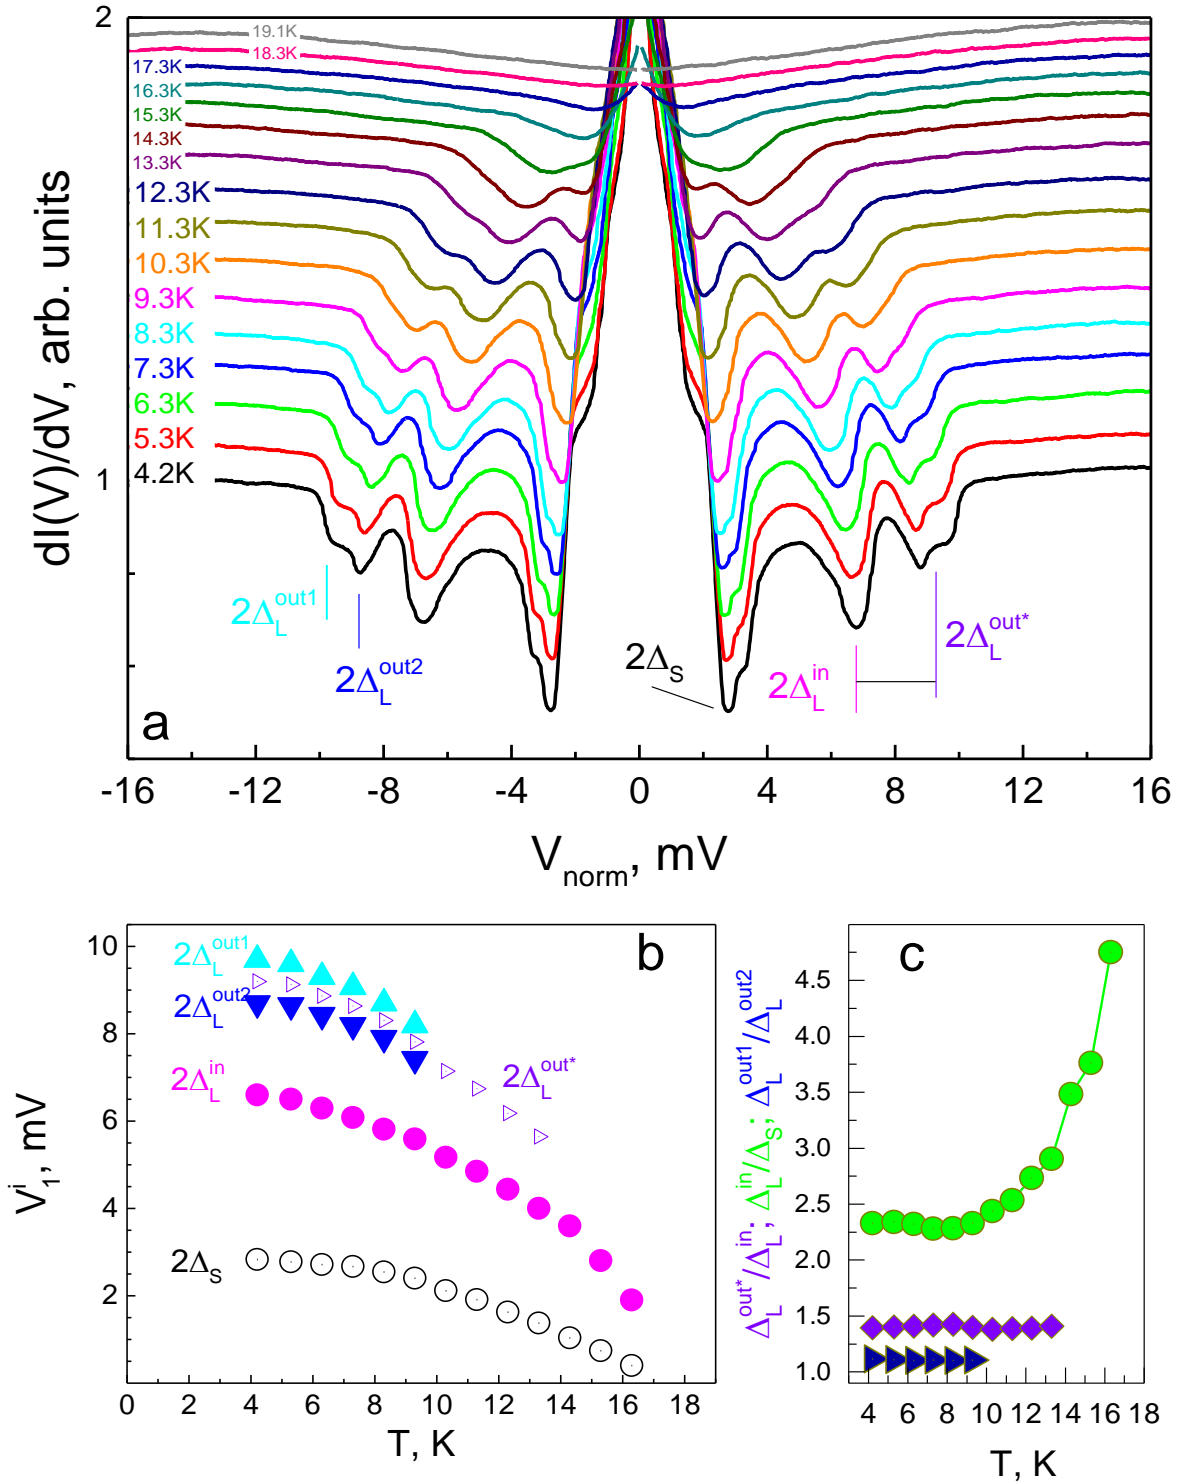 2
19.1K
18.3K
17.3K
16.3K
15.3K
14.3K
13.3K
12.3K
11.3K
10.3K
9.3K
8.3K
7.3K
6.3K
5.3K
4.2K
1
dI(V)/dV, arb. units
2Δ_L^out1
2Δ_L^out2
2Δ_S
2Δ_L^in
2Δ_L^out*
a
-16 -12 -8 -4 0 4 8 12 16
V_norm, mV
b
10
8
6
4
2
V_1^i, mV
2Δ_L^out1
2Δ_L^out2
2Δ_L^in
2Δ_L^out*
2Δ_S
0 2 4 6 8 10 12 14 16 18
T, K
c
4.5
4.0
3.5
3.0
2.5
2.0
1.5
1.0
Δ_L^out*/Δ_L^in; Δ_L^in/Δ_S; Δ_L^out1/Δ_L^out2
4 6 8 10 12 14 16 18
T, K